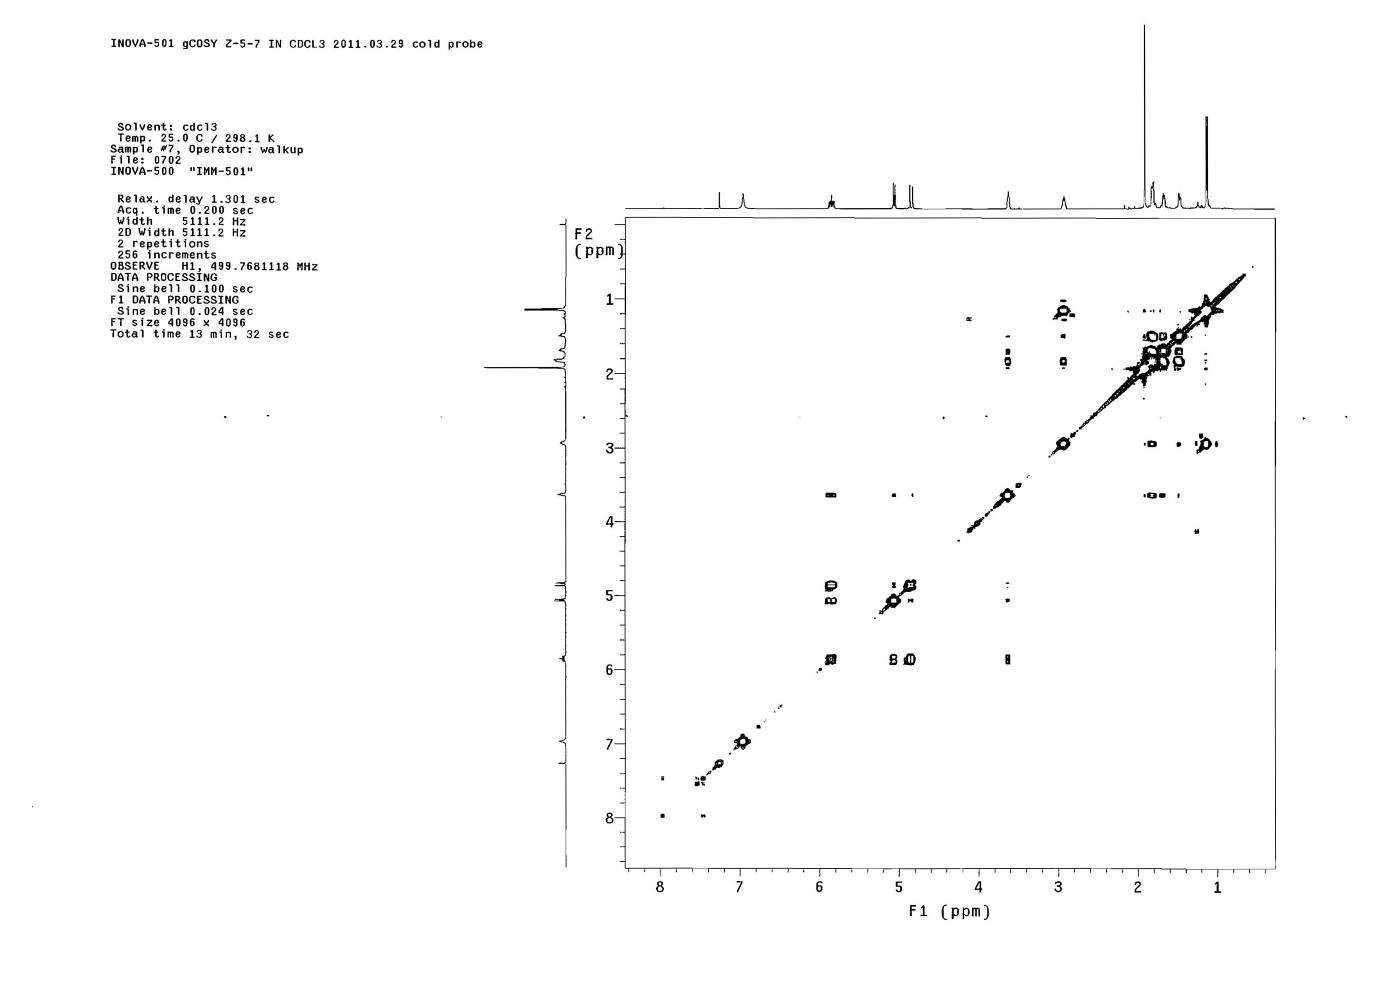 INOVA-501 gCOSY Z-5-7 IN CDCL3 2011.03.29 cold probe
Solvent: cdcl3
Temp. 25.0 C / 298.1 K
Sample #7, Operator: walkup
File: 0702
INOVA-500 "IMM-501"
Relax. delay 1.301 sec
Acq. time 0.200 sec
Width 5111.2 Hz
2D Width 5111.2 Hz
2 repetitions
256 increments
OBSERVE H1, 499.7681118 MHz
DATA PROCESSING
Sine bell 0.100 sec
F1 DATA PROCESSING
Sine bell 0.024 sec
FT size 4096 x 4096
Total time 13 min, 32 sec
F2
(ppm)
1
2
3
4
5
6
7
8
8 7 6 5 4 3 2 1
F1 (ppm)